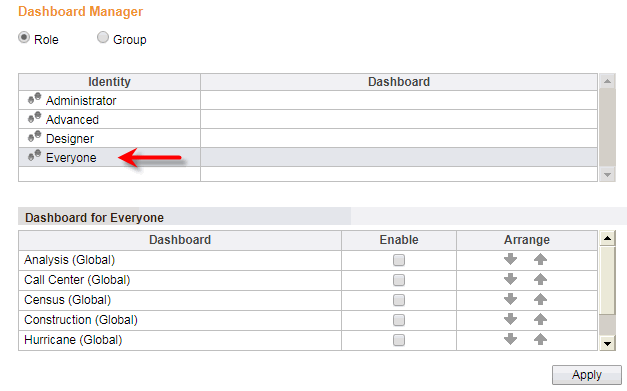 Dashboard Manager
Role Group
Identity Dashboard
Administrator
Advanced
Designer
Everyone
Dashboard for Everyone
Dashboard Enable Arrange
Analysis (Global)
Call Center (Global)
Census (Global)
Construction (Global)
Hurricane (Global)
Apply